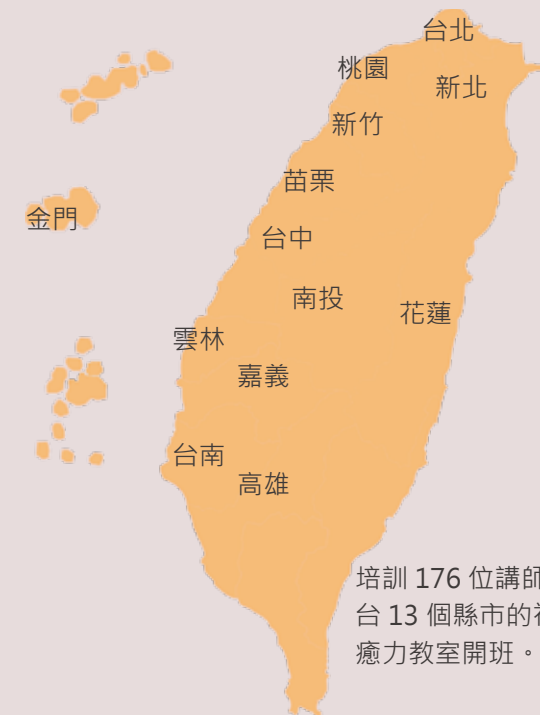 台北
桃園
新北
新竹
苗栗
金門
台中
南投
花蓮
雲林
嘉義
台南
高雄
培訓 176 位講師
台 13 個縣市的
癒力教室開班。